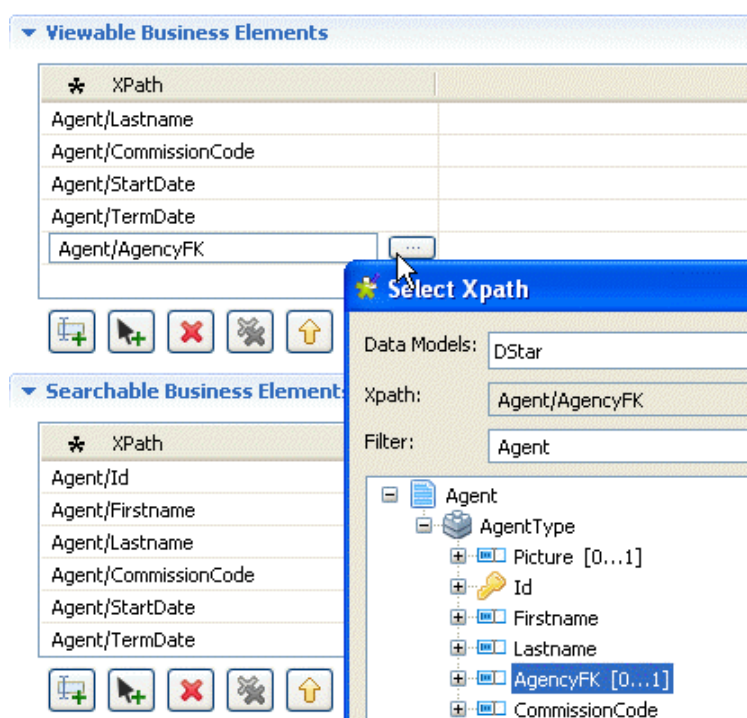 Viewable Business Elements
XPath
Agent/Lastname
Agent/CommissionCode
Agent/StartDate
Agent/TermDate
Agent/AgencyFK
...
Select Xpath
Data Models: DStar
Xpath: Agent/AgencyFK
Filter: Agent
Agent
AgentType
Picture [0...1]
Id
Firstname
Lastname
AgencyFK [0...1]
CommissionCode
Searchable Business Elements
XPath
Agent/Id
Agent/Firstname
Agent/Lastname
Agent/CommissionCode
Agent/StartDate
Agent/TermDate